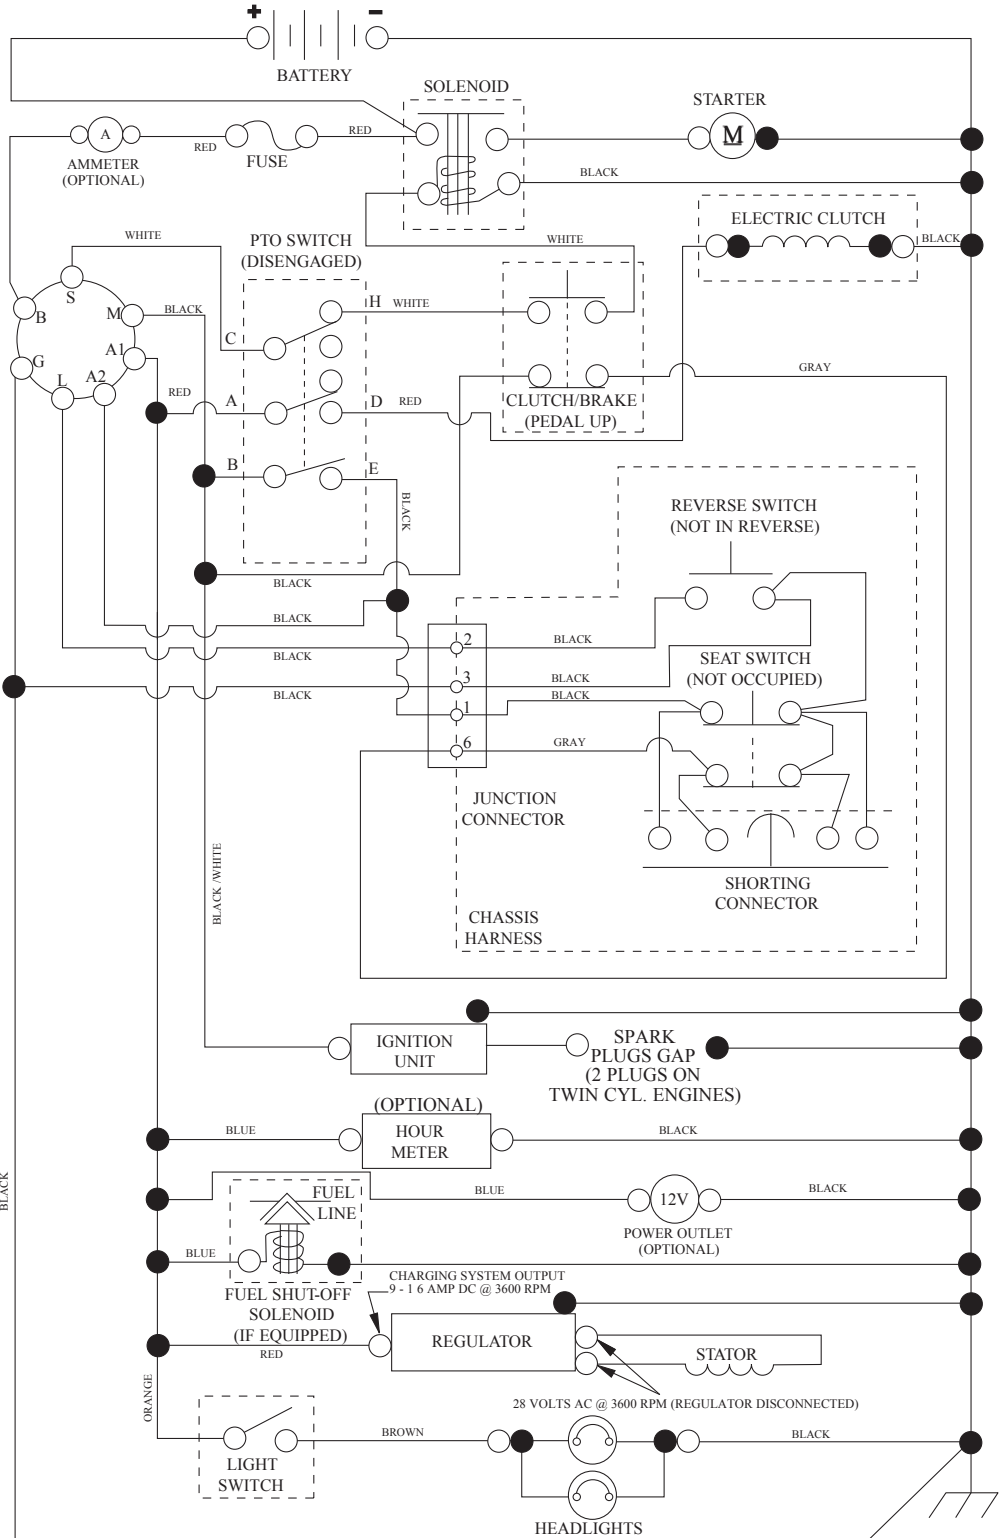 + -
BATTERY
SOLENOID
STARTER
A
M
AMMETER
(OPTIONAL)
RED
FUSE
RED
BLACK
WHITE
PTO SWITCH
(DISENGAGED)
WHITE
ELECTRIC CLUTCH
BLACK
S
B
M
BLACK
H
WHITE
C
A1
G
L
A2
RED
A
D
RED
GRAY
CLUTCH/BRAKE
(PEDAL UP)
B
E
BLACK
REVERSE SWITCH
(NOT IN REVERSE)
BLACK
BLACK
BLACK
2
BLACK
SEAT SWITCH
(NOT OCCUPIED)
3
BLACK
BLACK
BLACK
1
6
GRAY
JUNCTION
CONNECTOR
BLACK /WHITE
SHORTING
CONNECTOR
CHASSIS
HARNESS
IGNITION
UNIT
SPARK
PLUGS GAP
(2 PLUGS ON
TWIN CYL. ENGINES)
(OPTIONAL)
HOUR
METER
BLUE
BLACK
BLACK
FUEL
LINE
BLUE
12V
BLACK
POWER OUTLET
(OPTIONAL)
BLUE
CHARGING SYSTEM OUTPUT
9 - 1 6 AMP DC @ 3600 RPM
FUEL SHUT-OFF
SOLENOID
(IF EQUIPPED)
RED
REGULATOR
STATOR
ORANGE
28 VOLTS AC @ 3600 RPM (REGULATOR DISCONNECTED)
BROWN
BLACK
LIGHT
SWITCH
HEADLIGHTS